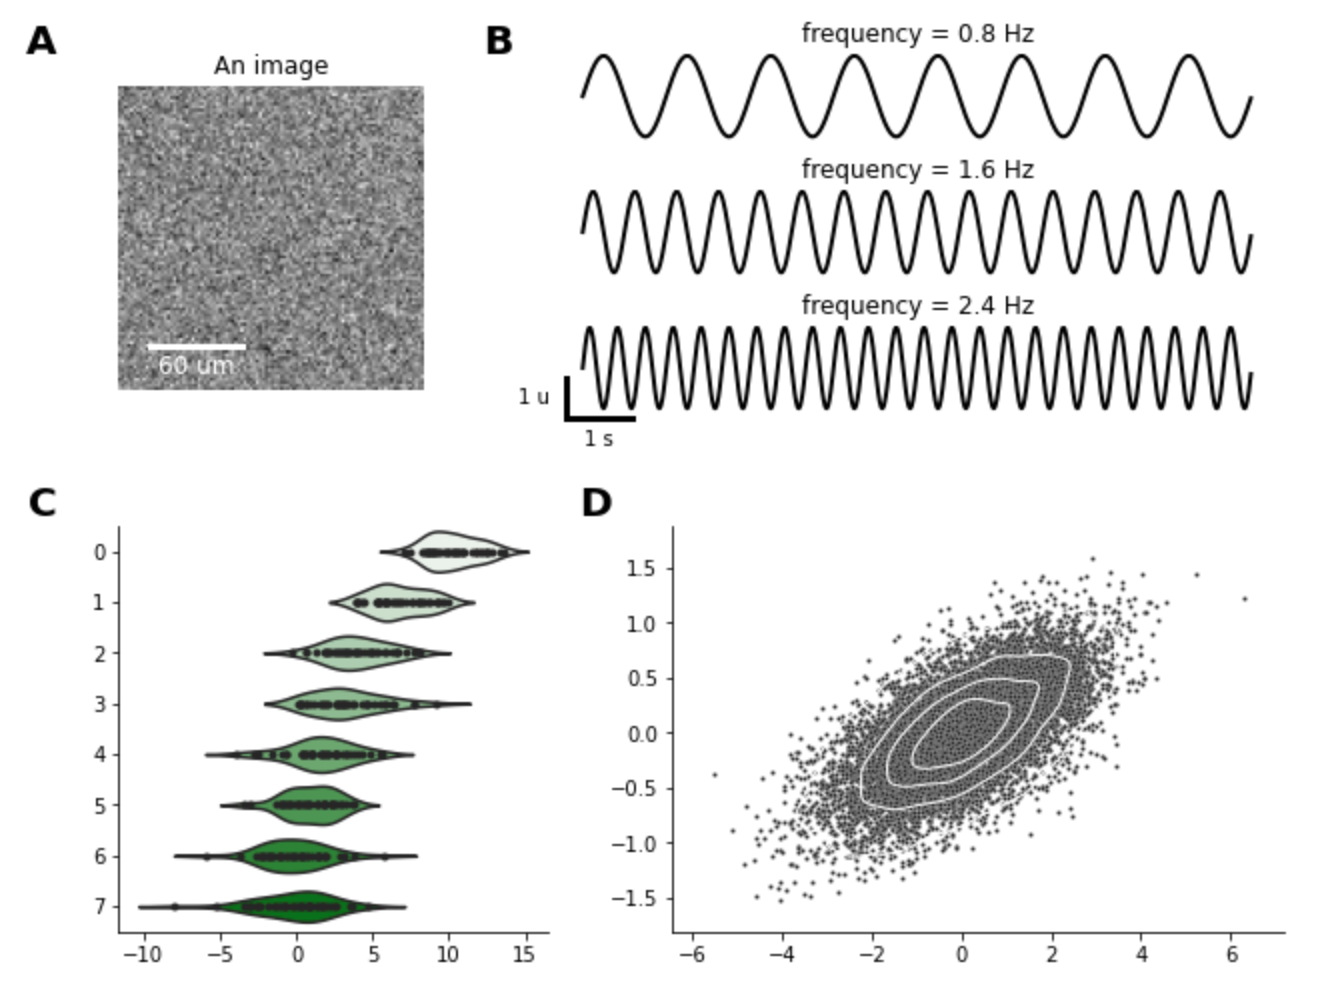 A
An image
60 um
B
frequency = 0.8 Hz
frequency = 1.6 Hz
frequency = 2.4 Hz
1 u
1 s
C
0
1
2
3
4
5
6
7
−10 −5 0 5 10 15
D
1.5
1.0
0.5
0.0
−0.5
−1.0
−1.5
−6 −4 −2 0 2 4 6